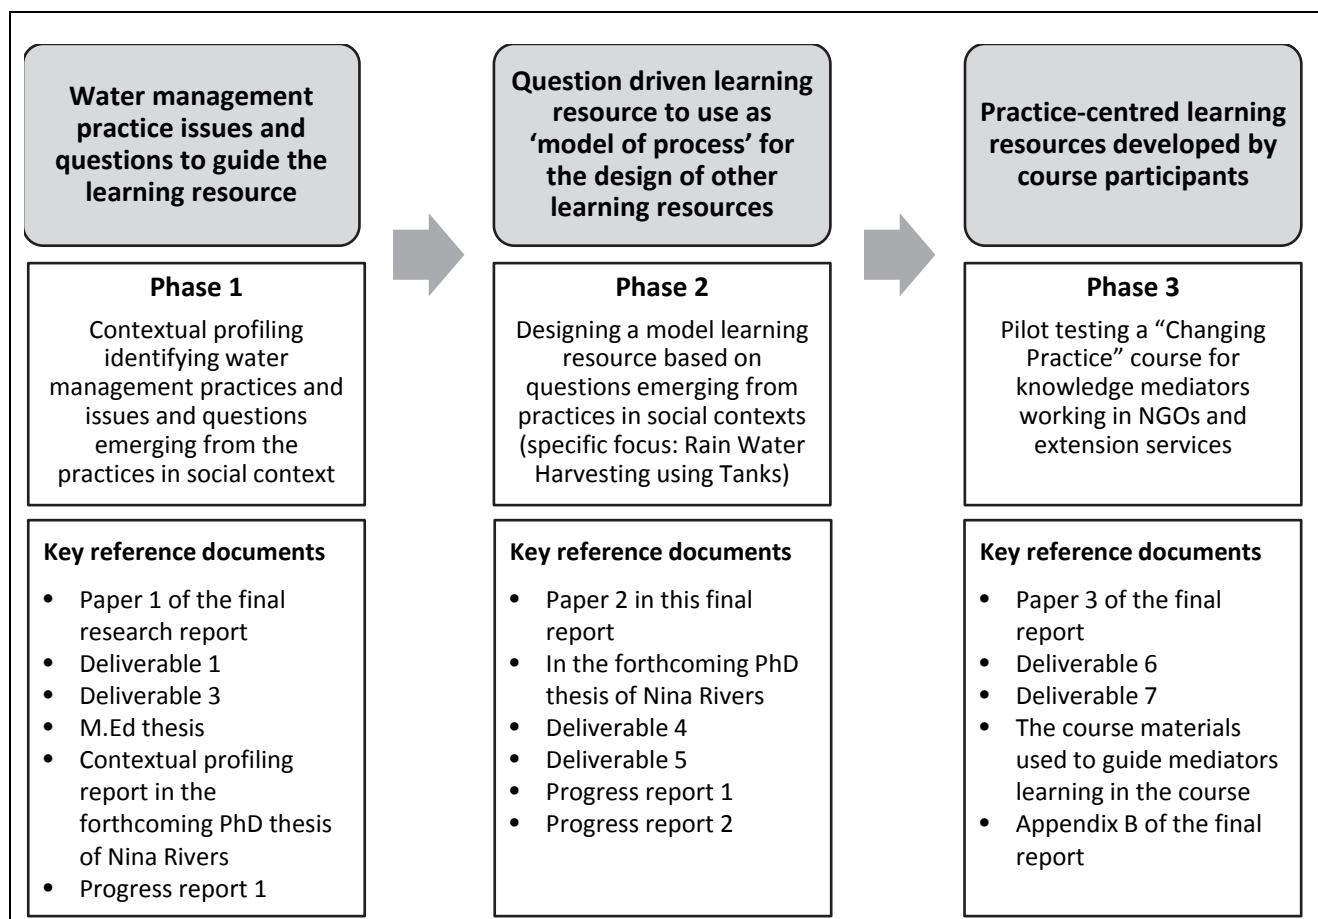 Water management
practice issues and
questions to guide the
learning resource
Question driven learning
resource to use as
‘model of process’ for
the design of other
learning resources
Practice-centred learning
resources developed by
course participants
Phase 1
Contextual profiling
identifying water
management practices and
issues and questions
emerging from the
practices in social context
Phase 2
Designing a model learning
resource based on
questions emerging from
practices in social contexts
(specific focus: Rain Water
Harvesting using Tanks)
Phase 3
Pilot testing a “Changing
Practice” course for
knowledge mediators
working in NGOs and
extension services
Key reference documents
• Paper 1 of the final
research report
• Deliverable 1
• Deliverable 3
• M.Ed thesis
• Contextual profiling
report in the
forthcoming PhD thesis
of Nina Rivers
• Progress report 1
Key reference documents
• Paper 2 in this final
report
• In the forthcoming PhD
thesis of Nina Rivers
• Deliverable 4
• Deliverable 5
• Progress report 1
• Progress report 2
Key reference documents
• Paper 3 of the final
report
• Deliverable 6
• Deliverable 7
• The course materials
used to guide mediators
learning in the course
• Appendix B of the final
report